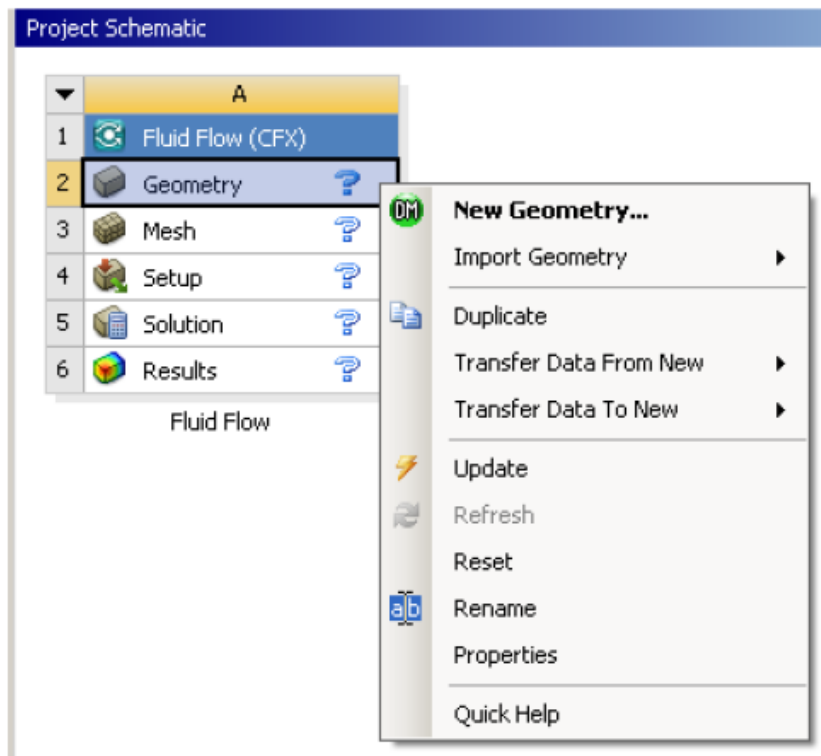 Project Schematic
A
1 Fluid Flow (CFX)
2 Geometry ?
3 Mesh ?
4 Setup ?
5 Solution ?
6 Results ?
Fluid Flow
DM New Geometry...
Import Geometry
Duplicate
Transfer Data From New
Transfer Data To New
Update
Refresh
Reset
ab Rename
Properties
Quick Help